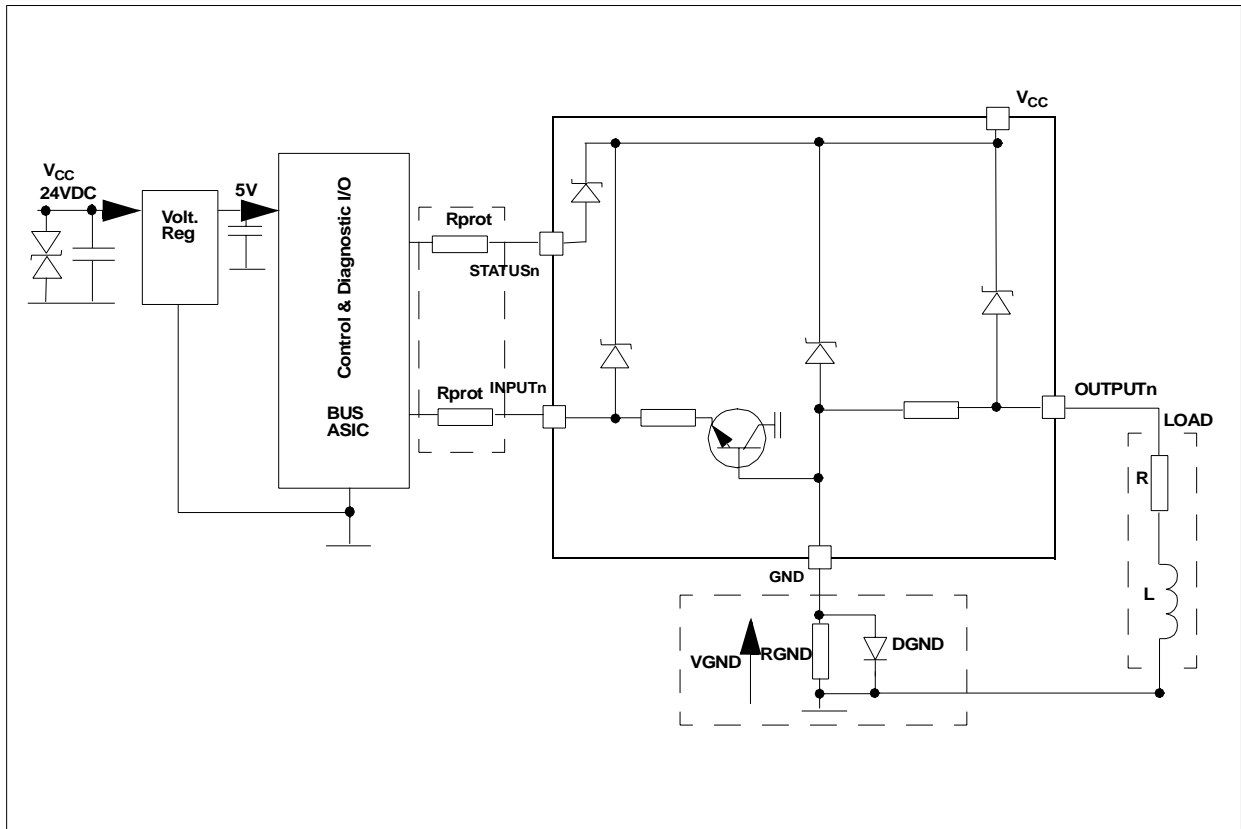 VCC
VCC
24VDC
Volt.
Reg
5V
Control & Diagnostic I/O
BUS
ASIC
Rprot
STATUSn
Rprot
INPUTn
OUTPUTn
LOAD
R
L
GND
VGND
RGND
DGND